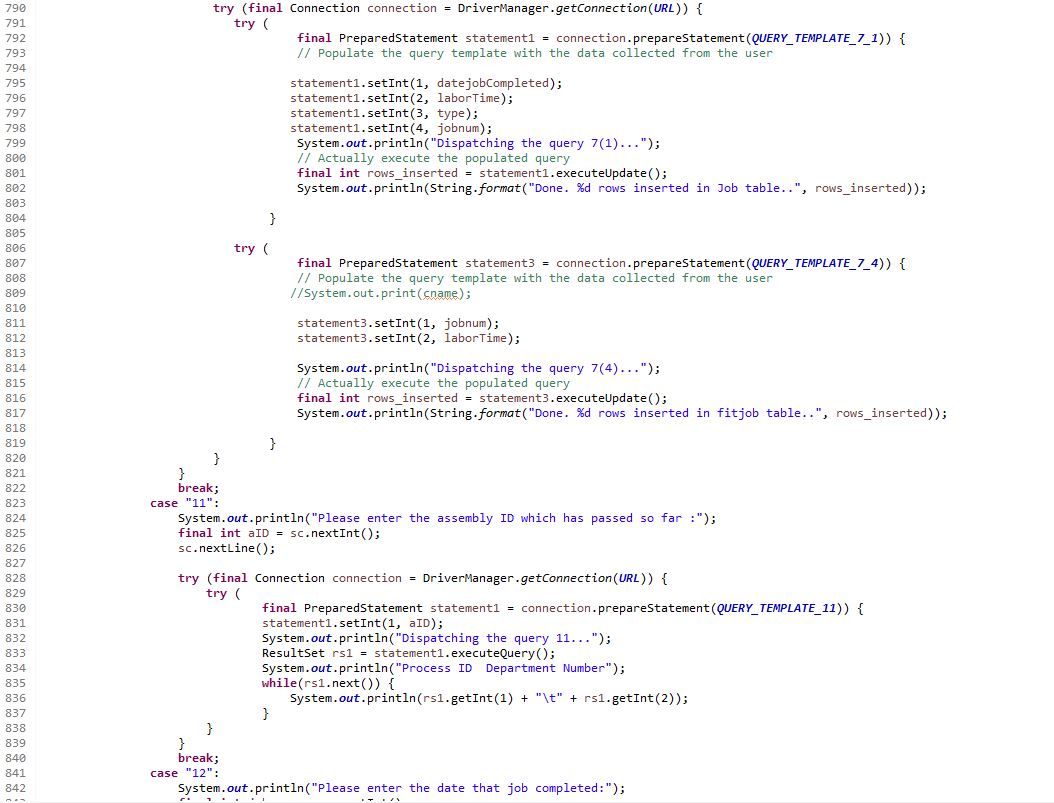 790 try (final Connection connection = DriverManager.getConnection(URL)) {
791 try (
792 final PreparedStatement statement1 = connection.prepareStatement(QUERY_TEMPLATE_7_1)) {
793 // Populate the query template with the data collected from the user
794
795 statement1.setInt(1, datejobCompleted);
796 statement1.setInt(2, laborTime);
797 statement1.setInt(3, type);
798 statement1.setInt(4, jobnum);
799 System.out.println("Dispatching the query 7(1)...");
800 // Actually execute the populated query
801 final int rows_inserted = statement1.executeUpdate();
802 System.out.println(String.format("Done. %d rows inserted in Job table..", rows_inserted));
803
804 }
805
806 try (
807 final PreparedStatement statement3 = connection.prepareStatement(QUERY_TEMPLATE_7_4)) {
808 // Populate the query template with the data collected from the user
809 //System.out.print(cname);
810
811 statement3.setInt(1, jobnum);
812 statement3.setInt(2, laborTime);
813
814 System.out.println("Dispatching the query 7(4)...");
815 // Actually execute the populated query
816 final int rows_inserted = statement3.executeUpdate();
817 System.out.println(String.format("Done. %d rows inserted in fitjob table..", rows_inserted));
818
819 }
820 }
821 }
822 break;
823 case "11":
824 System.out.println("Please enter the assembly ID which has passed so far :");
825 final int aID = sc.nextInt();
826 sc.nextLine();
827
828 try (final Connection connection = DriverManager.getConnection(URL)) {
829 try (
830 final PreparedStatement statement1 = connection.prepareStatement(QUERY_TEMPLATE_11)) {
831 statement1.setInt(1, aID);
832 System.out.println("Dispatching the query 11...");
833 ResultSet rs1 = statement1.executeQuery();
834 System.out.println("Process ID  Department Number");
835 while(rs1.next()) {
836 System.out.println(rs1.getInt(1) + "\t" + rs1.getInt(2));
837 }
838 }
839 }
840 break;
841 case "12":
842 System.out.println("Please enter the date that job completed:");